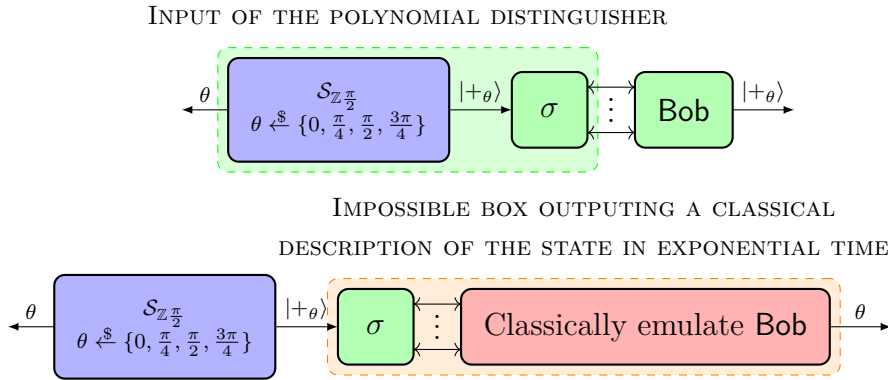 Input of the polynomial distinguisher
θ S_{ℤπ/2} |+_θ⟩ σ ⋮ Bob |+_θ⟩
θ ←$ {0, π/4, π/2, 3π/4}
Impossible box outputing a classical
description of the state in exponential time
θ S_{ℤπ/2} |+_θ⟩ σ ⋮ Classically emulate Bob θ
θ ←$ {0, π/4, π/2, 3π/4}